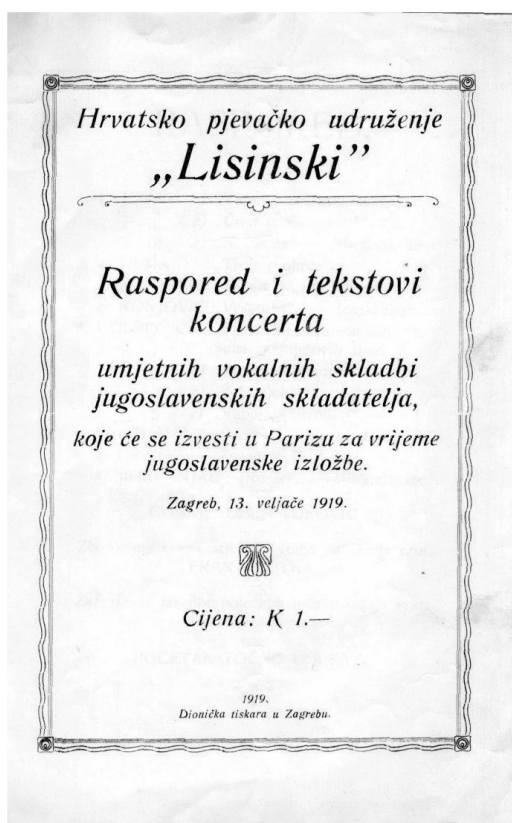 Hrvatsko pjevačko udruženje
„Lisinski”
Raspored i tekstovi
koncerta
umjetnih vokalnih skladbi
jugoslavenskih skladatelja,
koje će se izvesti u Parizu za vrijeme
jugoslavenske izložbe.
Zagreb, 13. veljače 1919.
Cijena: K 1.—
1919.
Dionička tiskara u Zagrebu.